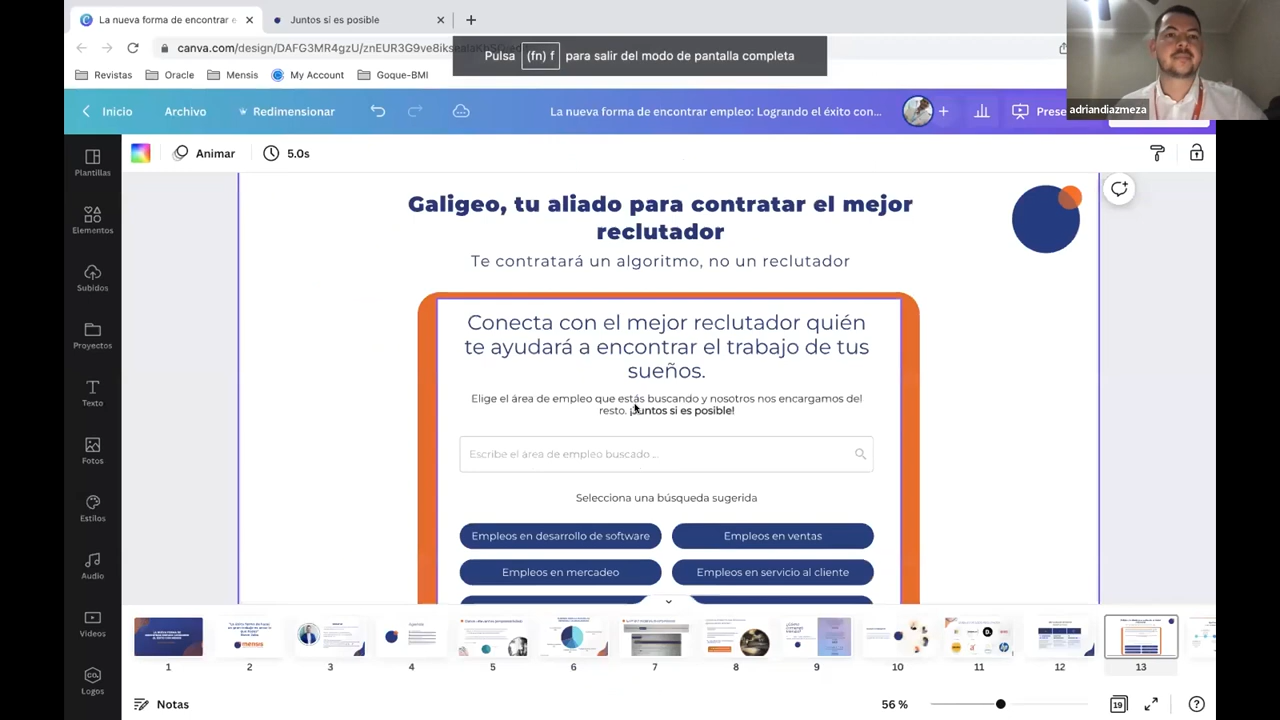 La nueva forma de encontrar e
Juntos si es posible
canva.com/design/DAFG3MR4gzU/znEUR3G9ve8iksea
Pulsa (fn) f para salir del modo de pantalla completa
Revistas
Oracle
Mensis
My Account
Goque-BMI
adriandiazmeza
Inicio
Archivo
Redimensionar
La nueva forma de encontrar empleo: Logrando el éxito con...
Prese
Animar
5.0s
Plantillas
Elementos
Subidos
Proyectos
Texto
Fotos
Estilos
Audio
Videos
Logos
Galigeo, tu aliado para contratar el mejor
reclutador
Te contratará un algoritmo, no un reclutador
Conecta con el mejor reclutador quién
te ayudará a encontrar el trabajo de tus
sueños.
Elige el área de empleo que estás buscando y nosotros nos encargamos del
resto. ¡Juntos si es posible!
Escribe el área de empleo buscado ...
Selecciona una búsqueda sugerida
Empleos en desarrollo de software
Empleos en ventas
Empleos en mercadeo
Empleos en servicio al cliente
mensis
1
2
3
4
5
6
7
8
9
10
11
12
13
Notas
56 %
19